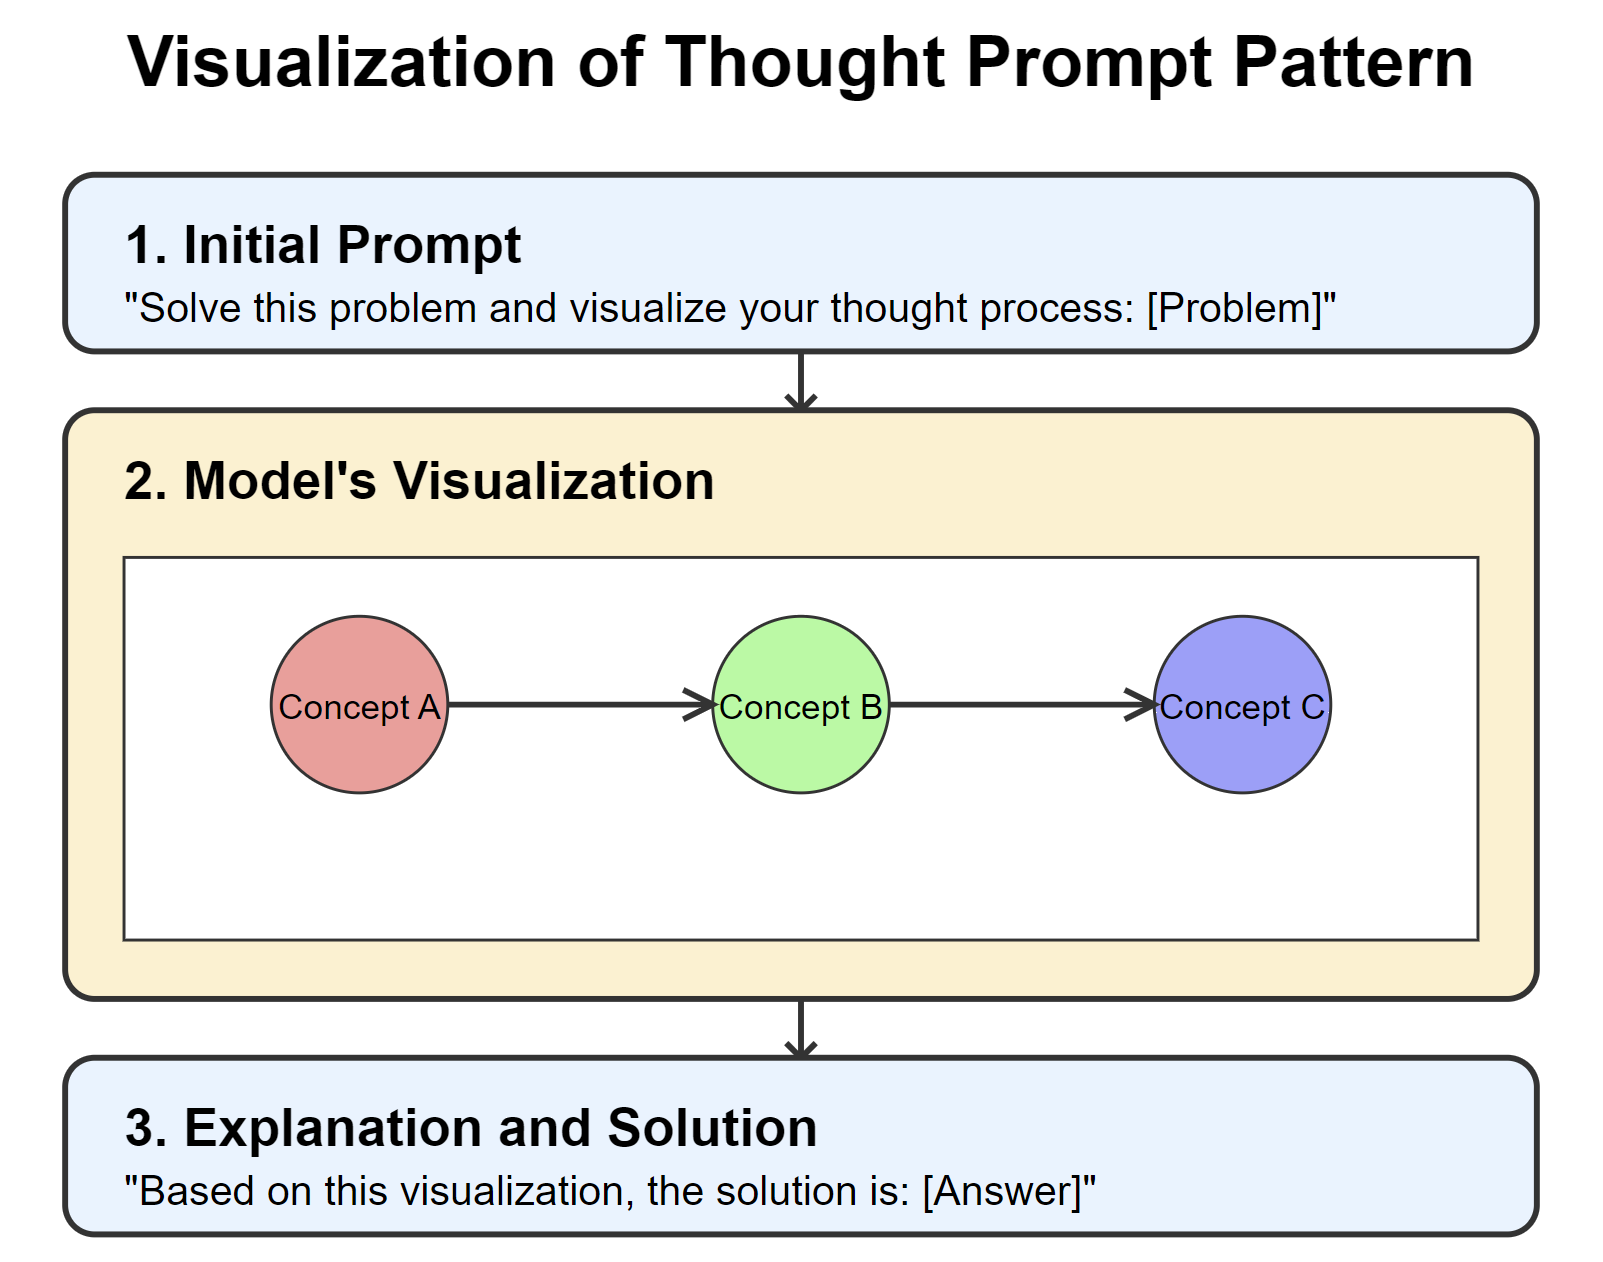 Visualization of Thought Prompt Pattern
1. Initial Prompt
"Solve this problem and visualize your thought process: [Problem]"
2. Model's Visualization
Concept A
Concept B
Concept C
3. Explanation and Solution
"Based on this visualization, the solution is: [Answer]"